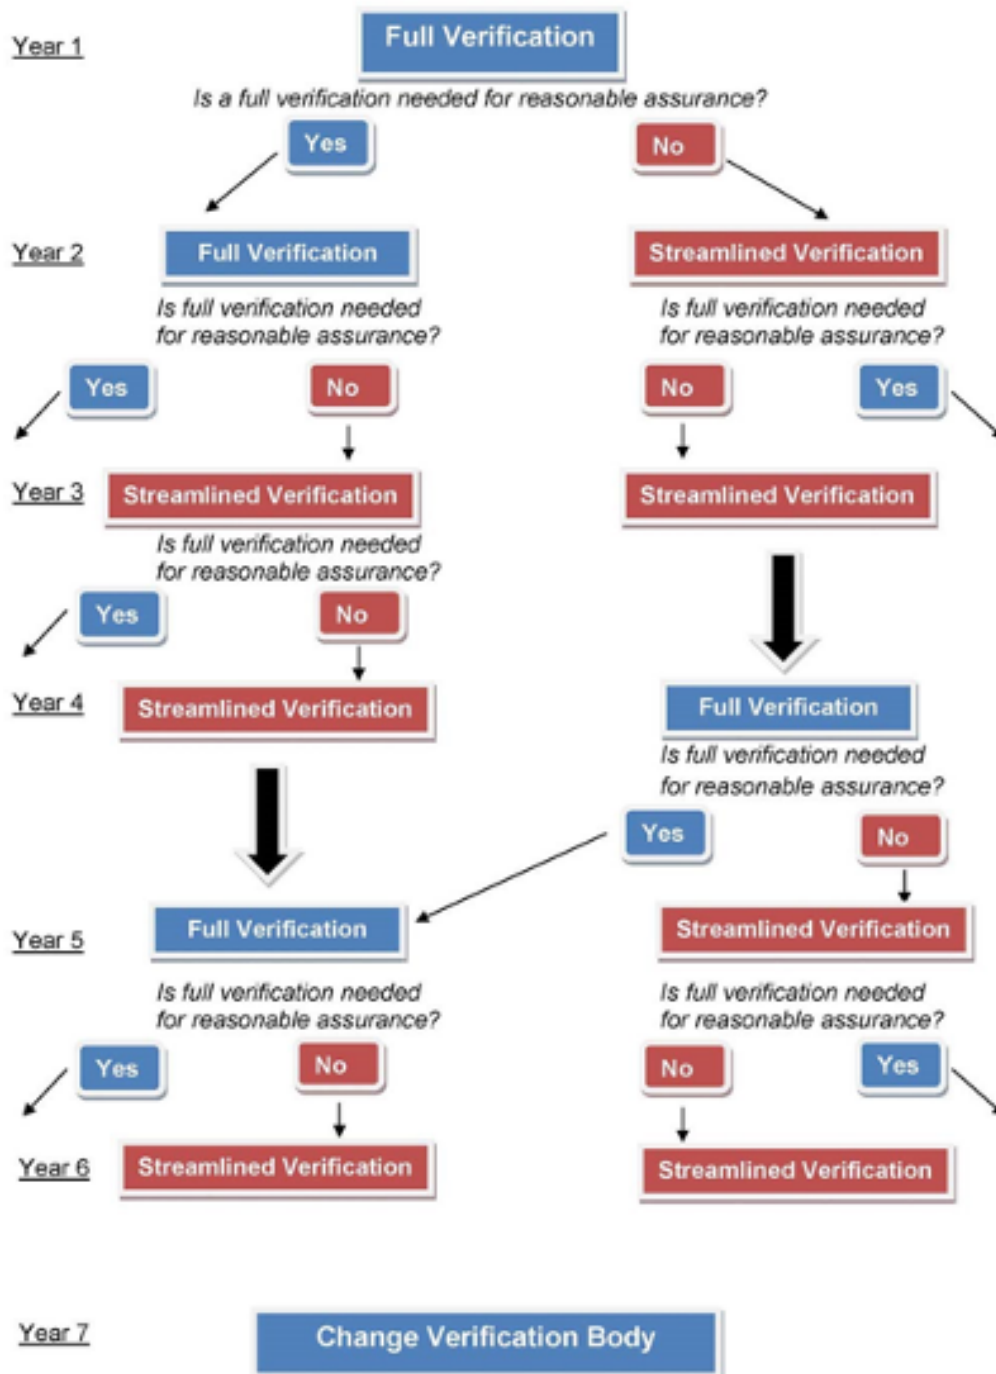 Year 1
Full Verification
Is a full verification needed for reasonable assurance?
Yes
No
Year 2
Full Verification
Streamlined Verification
Is full verification needed
for reasonable assurance?
Is full verification needed
for reasonable assurance?
Yes
No
No
Yes
Year 3
Streamlined Verification
Streamlined Verification
Is full verification needed
for reasonable assurance?
Yes
No
Year 4
Streamlined Verification
Full Verification
Is full verification needed
for reasonable assurance?
Yes
No
Year 5
Full Verification
Streamlined Verification
Is full verification needed
for reasonable assurance?
Is full verification needed
for reasonable assurance?
Yes
No
No
Yes
Year 6
Streamlined Verification
Streamlined Verification
Year 7
Change Verification Body